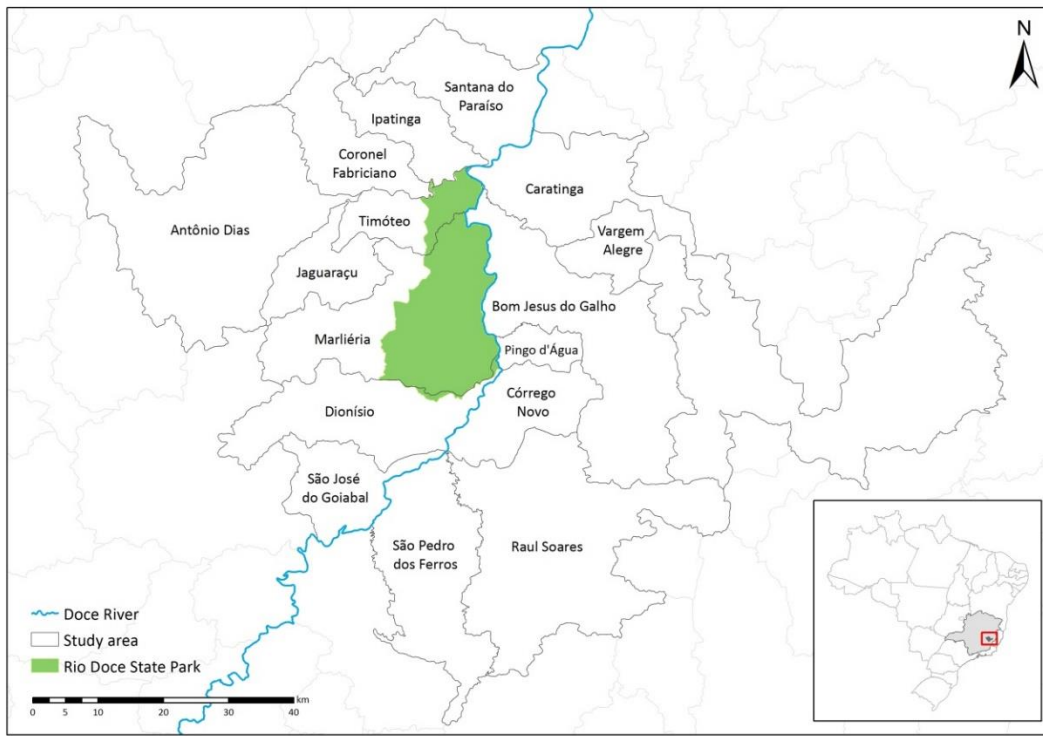 N
Santana do
Paraíso
Ipatinga
Coronel
Fabriciano
Caratinga
Timóteo
Antônio Dias
Vargem
Alegre
Jaguaraçu
Bom Jesus do Galho
Marliéria
Pingo d'Água
Dionísio
Córrego
Novo
São José
do Goiabal
São Pedro
dos Ferros
Raul Soares
Doce River
Study area
Rio Doce State Park
km
0 5 10 20 30 40